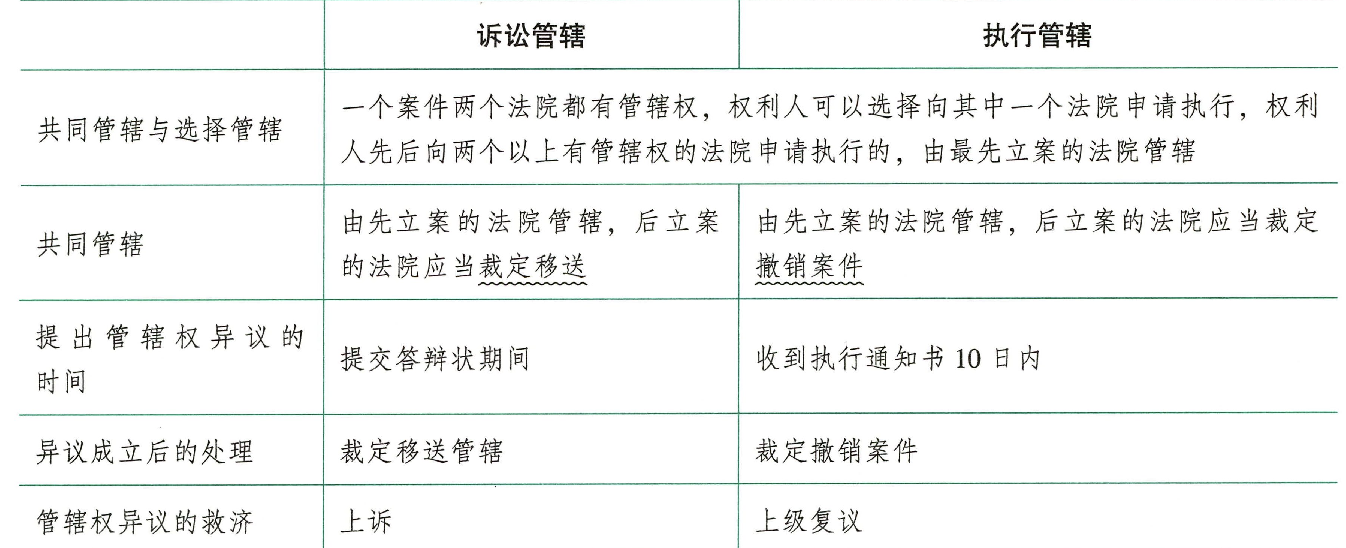 诉讼管辖 执行管辖
共同管辖与选择管辖
一个案件两个法院都有管辖权，权利人可以选择向其中一个法院申请执行，权利
人先后向两个以上有管辖权的法院申请执行的，由最先立案的法院管辖
共同管辖
由先立案的法院管辖，后立案
的法院应当裁定移送
由先立案的法院管辖，后立案的法院应当裁定
撤销案件
提出管辖权异议的
时间
提交答辩状期间
收到执行通知书 10 日内
异议成立后的处理
裁定移送管辖
裁定撤销案件
管辖权异议的救济
上诉
上级复议